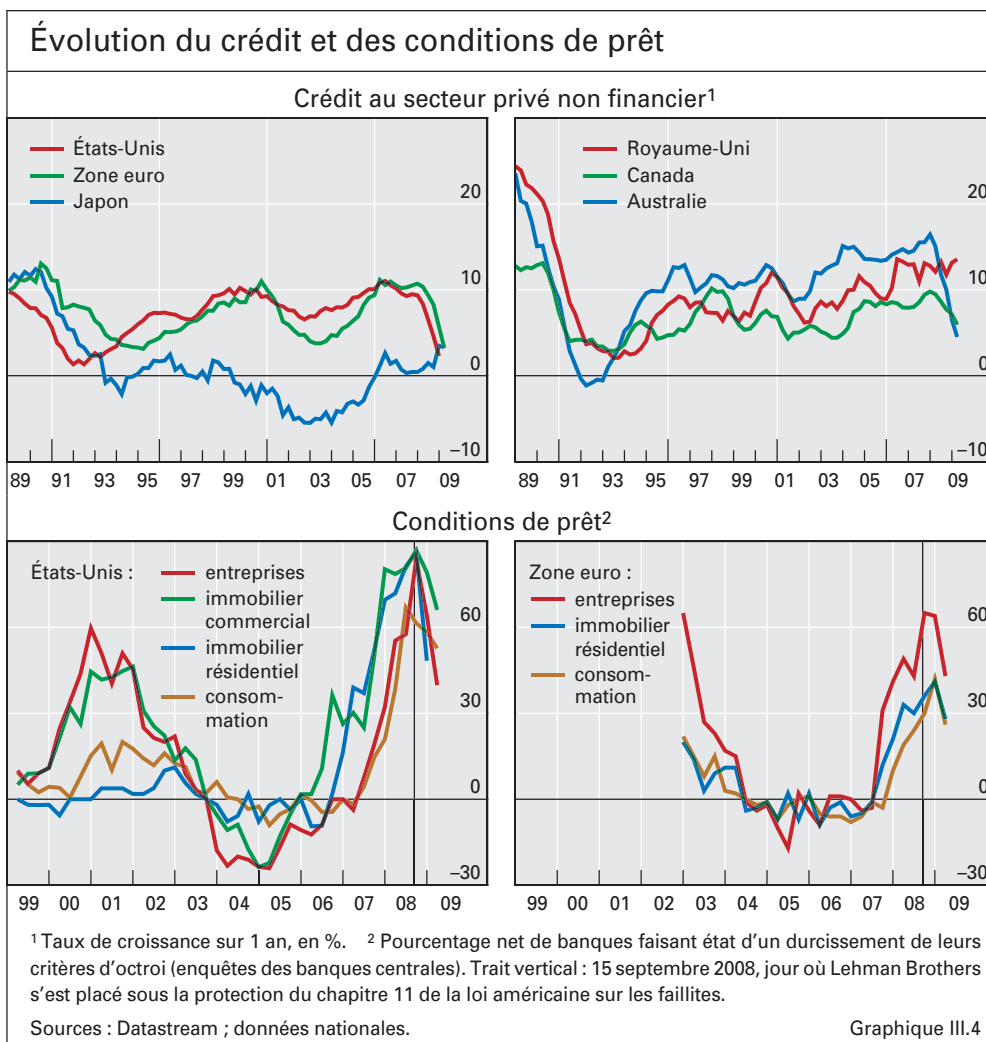 Évolution du crédit et des conditions de prêt
Crédit au secteur privé non financier¹
États-Unis
Zone euro
Japon
20
10
0
–10
89 91 93 95 97 99 01 03 05 07 09
Royaume-Uni
Canada
Australie
20
10
0
–10
89 91 93 95 97 99 01 03 05 07 09
Conditions de prêt²
États-Unis :
entreprises
immobilier
commercial
immobilier
résidentiel
consom-
mation
60
30
0
–30
99 00 01 02 03 04 05 06 07 08 09
Zone euro :
entreprises
immobilier
résidentiel
consom-
mation
60
30
0
–30
99 00 01 02 03 04 05 06 07 08 09
¹ Taux de croissance sur 1 an, en %. ² Pourcentage net de banques faisant état d'un durcissement de leurs
critères d'octroi (enquêtes des banques centrales). Trait vertical : 15 septembre 2008, jour où Lehman Brothers
s'est placé sous la protection du chapitre 11 de la loi américaine sur les faillites.
Sources : Datastream ; données nationales. Graphique III.4